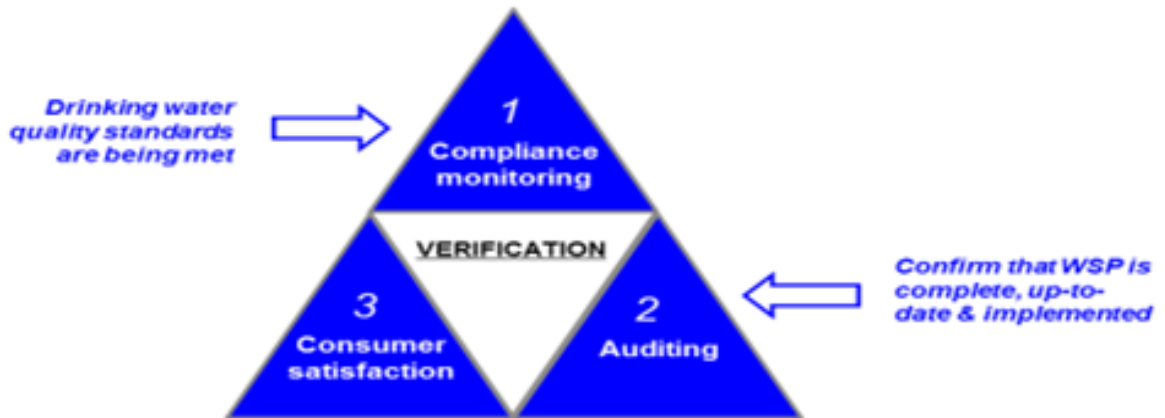 1
Compliance
monitoring
Drinking water
quality standards
are being met
VERIFICATION
3
Consumer
satisfaction
2
Auditing
Confirm that WSP is
complete, up-to-
date & implemented